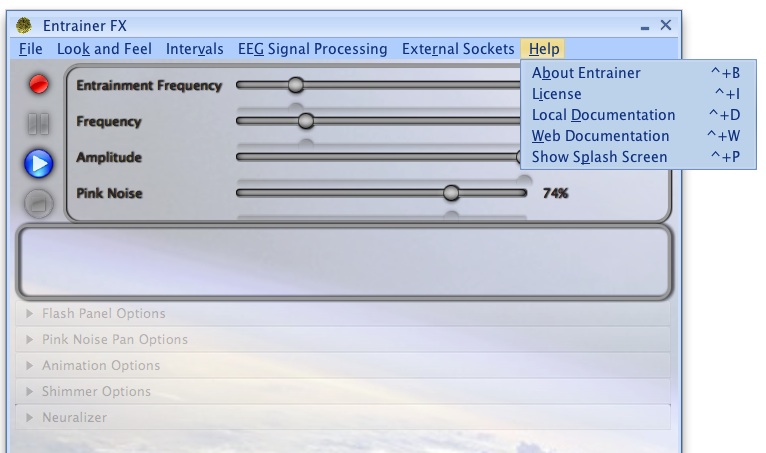 Entrainer FX
File Look and Feel Intervals EEG Signal Processing External Sockets Help
About Entrainer ^+B
License ^+I
Local Documentation ^+D
Web Documentation ^+W
Show Splash Screen ^+P
Entrainment Frequency
Frequency
Amplitude
Pink Noise 74%
Flash Panel Options
Pink Noise Pan Options
Animation Options
Shimmer Options
Neuralizer